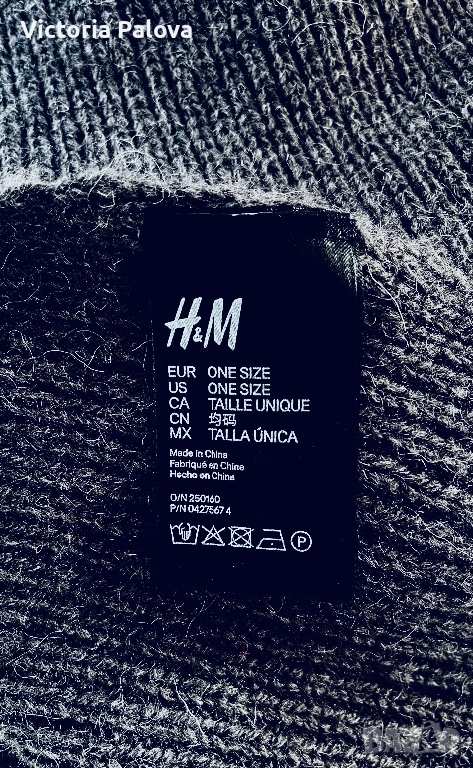 Victoria Palova
H&M
EUR ONE SIZE
US ONE SIZE
CA TAILLE UNIQUE
CN 均码
MX TALLA ÚNICA
Made in China
Fabriqué en China
Hecho en China
O/N 250160
P/N 0427567 4
P